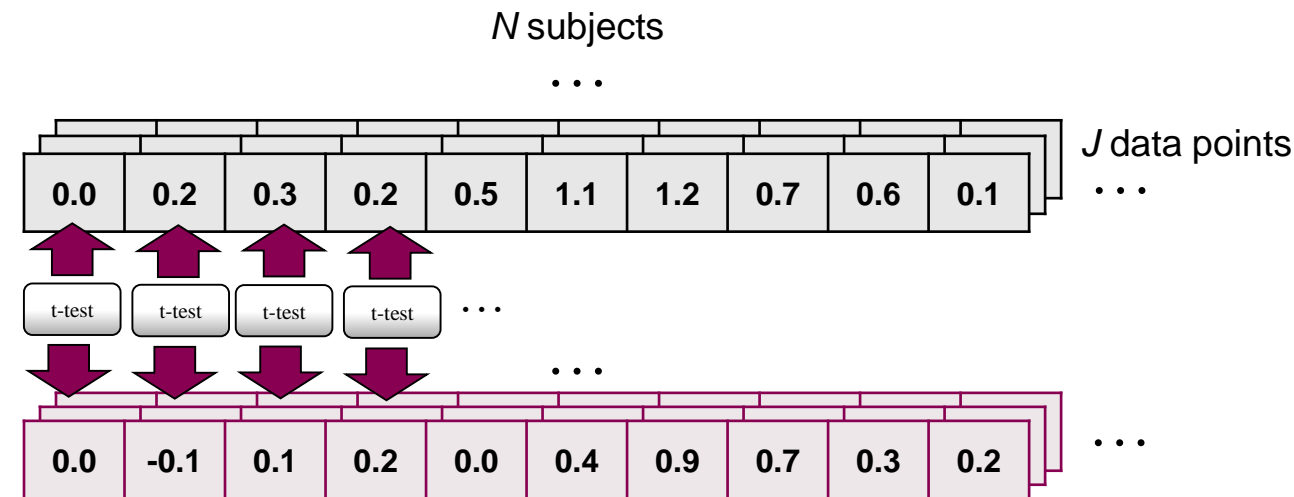 N subjects
...
J data points
0.0 0.2 0.3 0.2 0.5 1.1 1.2 0.7 0.6 0.1 ...
t-test t-test t-test t-test ...
...
0.0 -0.1 0.1 0.2 0.0 0.4 0.9 0.7 0.3 0.2 ...